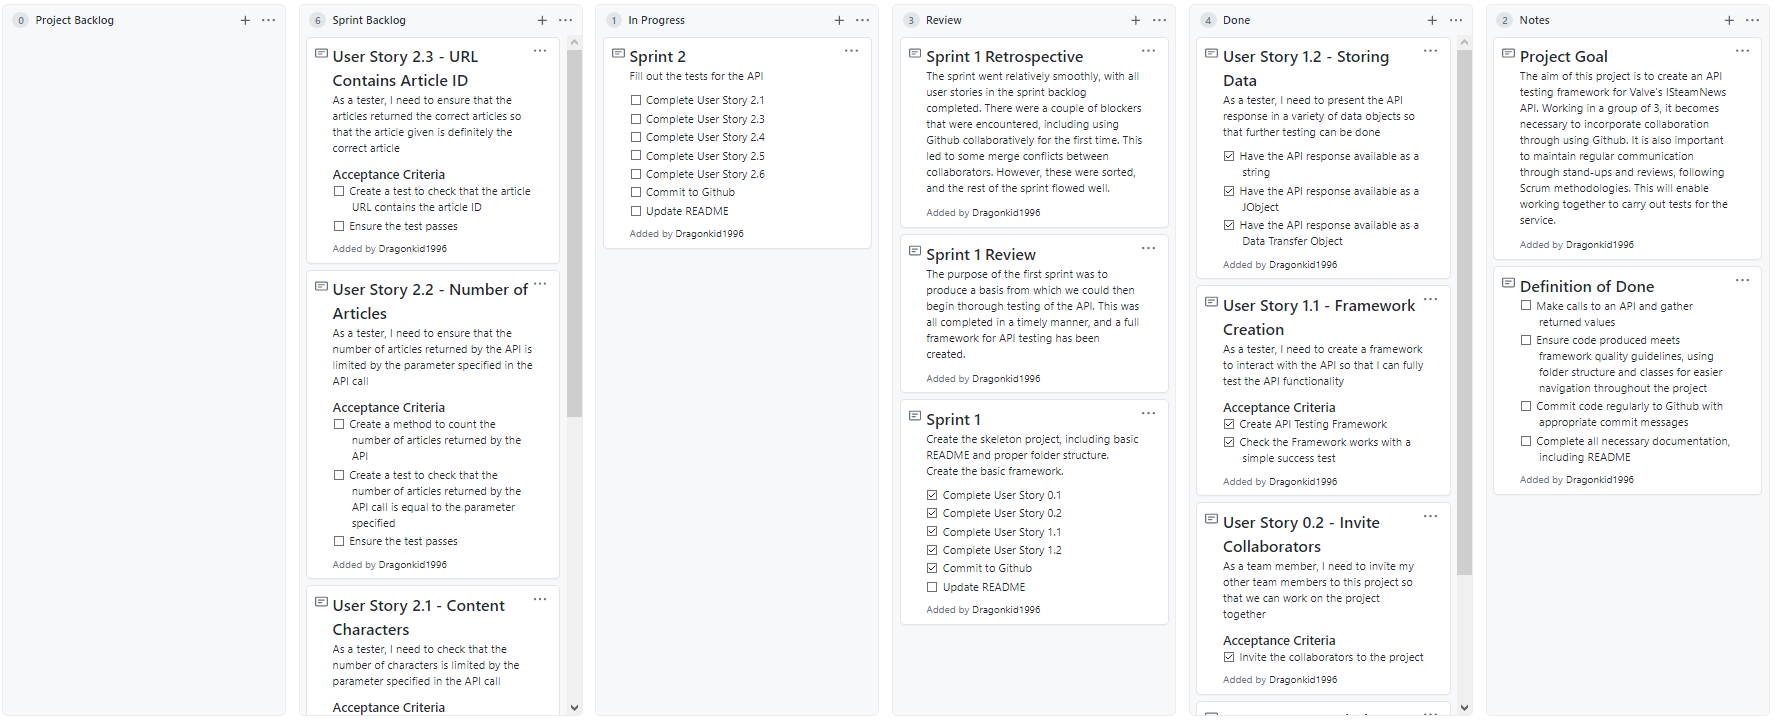 0 Project Backlog
6 Sprint Backlog
User Story 2.3 - URL
Contains Article ID
As a tester, I need to ensure that the
articles returned the correct articles so
that the article given is definitely the
correct article
Acceptance Criteria
Create a test to check that the article
URL contains the article ID
Ensure the test passes
Added by Dragonkid1996
User Story 2.2 - Number of
Articles
As a tester, I need to ensure that the
number of articles returned by the API is
limited by the parameter specified in the
API call
Acceptance Criteria
Create a method to count the
number of articles returned by the
API
Create a test to check that the
number of articles returned by the
API call is equal to the parameter
specified
Ensure the test passes
Added by Dragonkid1996
User Story 2.1 - Content
Characters
As a tester, I need to check that the
number of characters is limited by the
parameter specified in the API call
Acceptance Criteria
1 In Progress
Sprint 2
Fill out the tests for the API
Complete User Story 2.1
Complete User Story 2.3
Complete User Story 2.4
Complete User Story 2.5
Complete User Story 2.6
Commit to Github
Update README
Added by Dragonkid1996
3 Review
Sprint 1 Retrospective
The sprint went relatively smoothly, with all
user stories in the sprint backlog
completed. There were a couple of blockers
that were encountered, including using
Github collaboratively for the first time. This
led to some merge conflicts between
collaborators. However, these were sorted,
and the rest of the sprint flowed well.
Added by Dragonkid1996
Sprint 1 Review
The purpose of the first sprint was to
produce a basis from which we could then
begin thorough testing of the API. This was
all completed in a timely manner, and a full
framework for API testing has been
created.
Added by Dragonkid1996
Sprint 1
Create the skeleton project, including basic
README and proper folder structure.
Create the basic framework.
Complete User Story 0.1
Complete User Story 0.2
Complete User Story 1.1
Complete User Story 1.2
Commit to Github
Update README
Added by Dragonkid1996
4 Done
User Story 1.2 - Storing
Data
As a tester, I need to present the API
response in a variety of data objects so
that further testing can be done
Have the API response available as a
string
Have the API response available as a
JObject
Have the API response available as a
Data Transfer Object
Added by Dragonkid1996
User Story 1.1 - Framework
Creation
As a tester, I need to create a framework
to interact with the API so that I can fully
test the API functionality
Acceptance Criteria
Create API Testing Framework
Check the Framework works with a
simple success test
Added by Dragonkid1996
User Story 0.2 - Invite
Collaborators
As a team member, I need to invite my
other team members to this project so
that we can work on the project
together
Acceptance Criteria
Invite the collaborators to the project
Added by Dragonkid1996
2 Notes
Project Goal
The aim of this project is to create an API
testing framework for Valve's ISteamNews
API. Working in a group of 3, it becomes
necessary to incorporate collaboration
through using Github. It is also important
to maintain regular communication
through stand-ups and reviews, following
Scrum methodologies. This will enable
working together to carry out tests for the
service.
Added by Dragonkid1996
Definition of Done
Make calls to an API and gather
returned values
Ensure code produced meets
framework quality guidelines, using
folder structure and classes for easier
navigation throughout the project
Commit code regularly to Github with
appropriate commit messages
Complete all necessary documentation,
including README
Added by Dragonkid1996